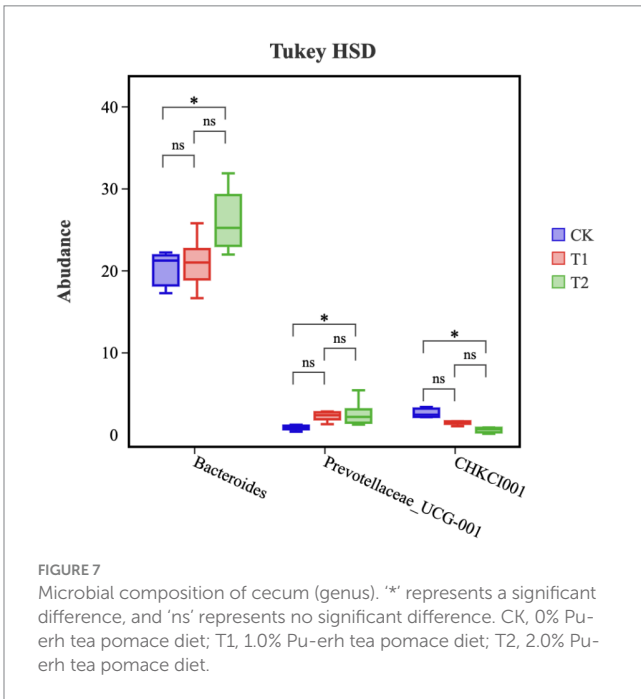 Tukey HSD
40
*
ns
ns
30
CK
T1
T2
Abudance
20
*
*
ns
ns
10
ns
ns
0
Bacteroides
Prevotellaceae_UCG-001
CHKCI001
FIGURE 7
Microbial composition of cecum (genus). '*' represents a significant
difference, and 'ns' represents no significant difference. CK, 0% Pu-
erh tea pomace diet; T1, 1.0% Pu-erh tea pomace diet; T2, 2.0% Pu-
erh tea pomace diet.